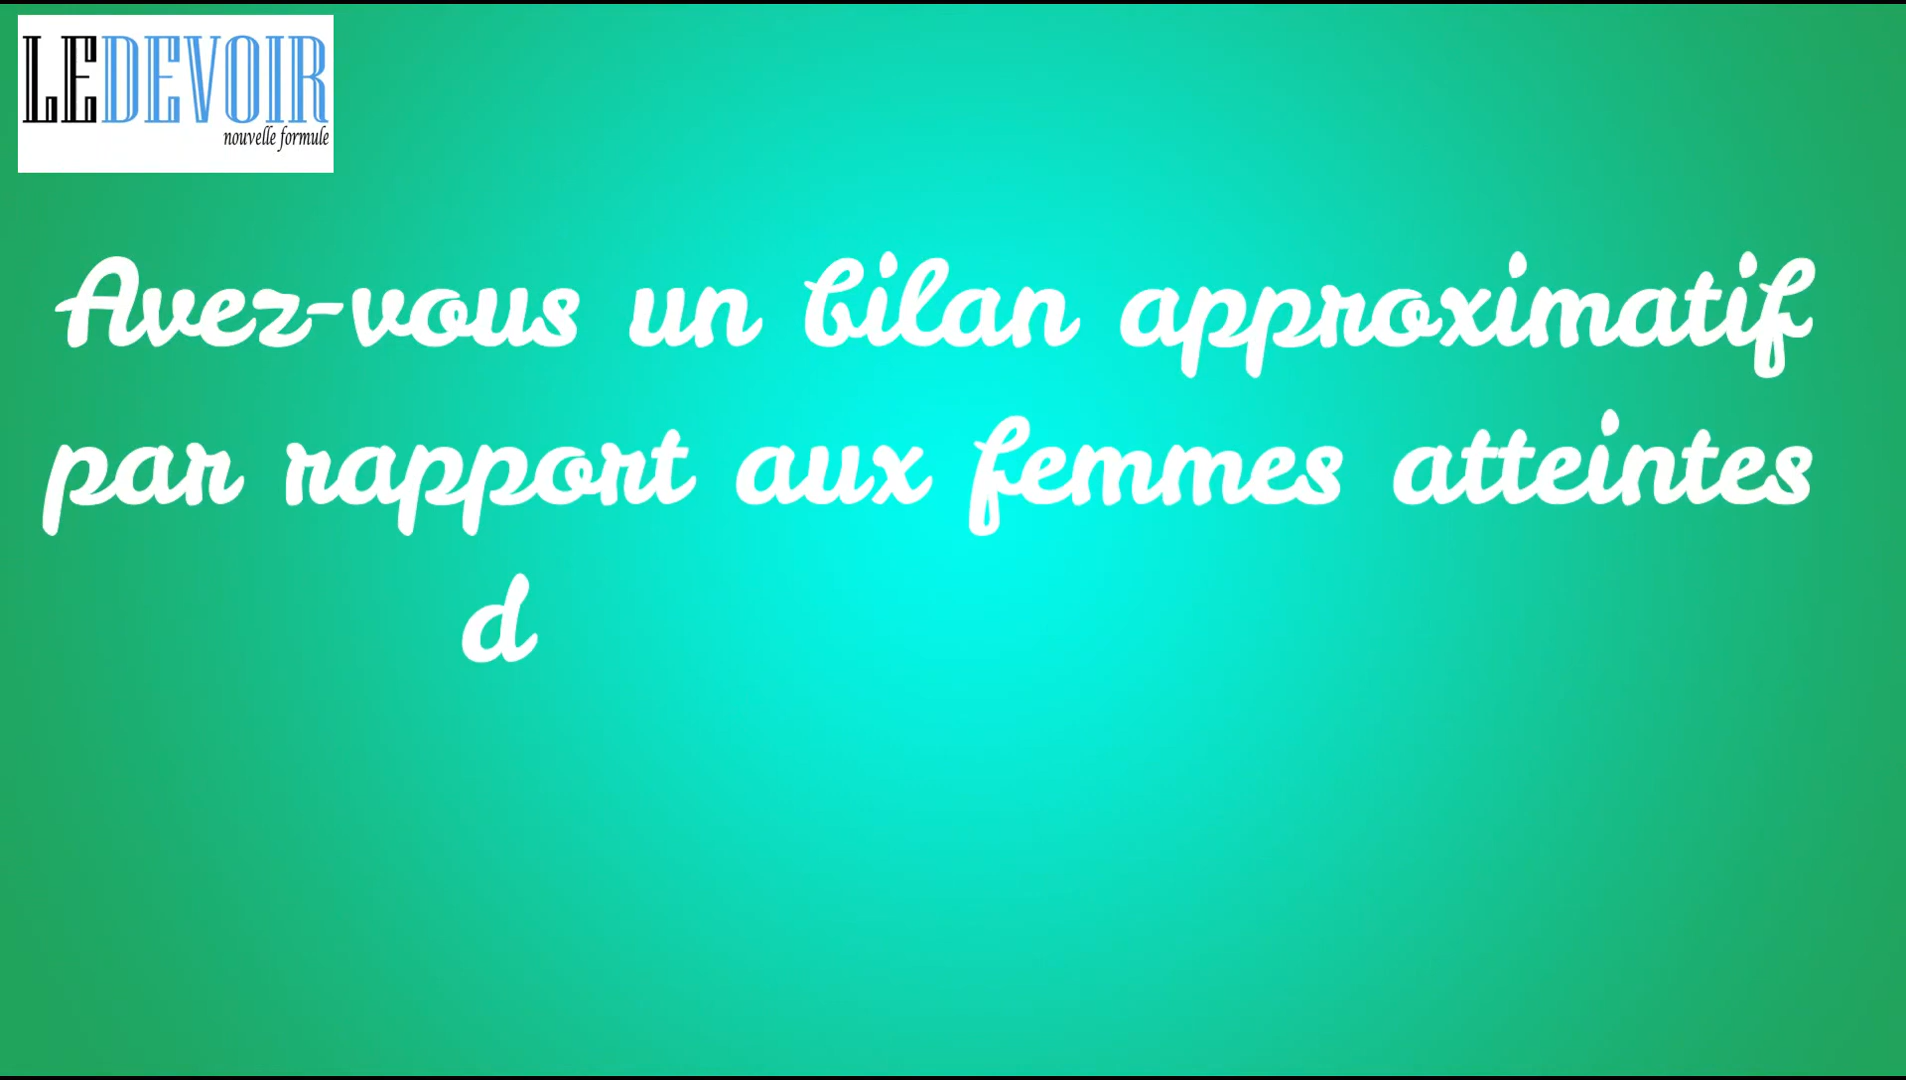 LEDEVOIR
nouvelle formule
Avez-vous un bilan approximatif
par rapport aux femmes atteintes
d